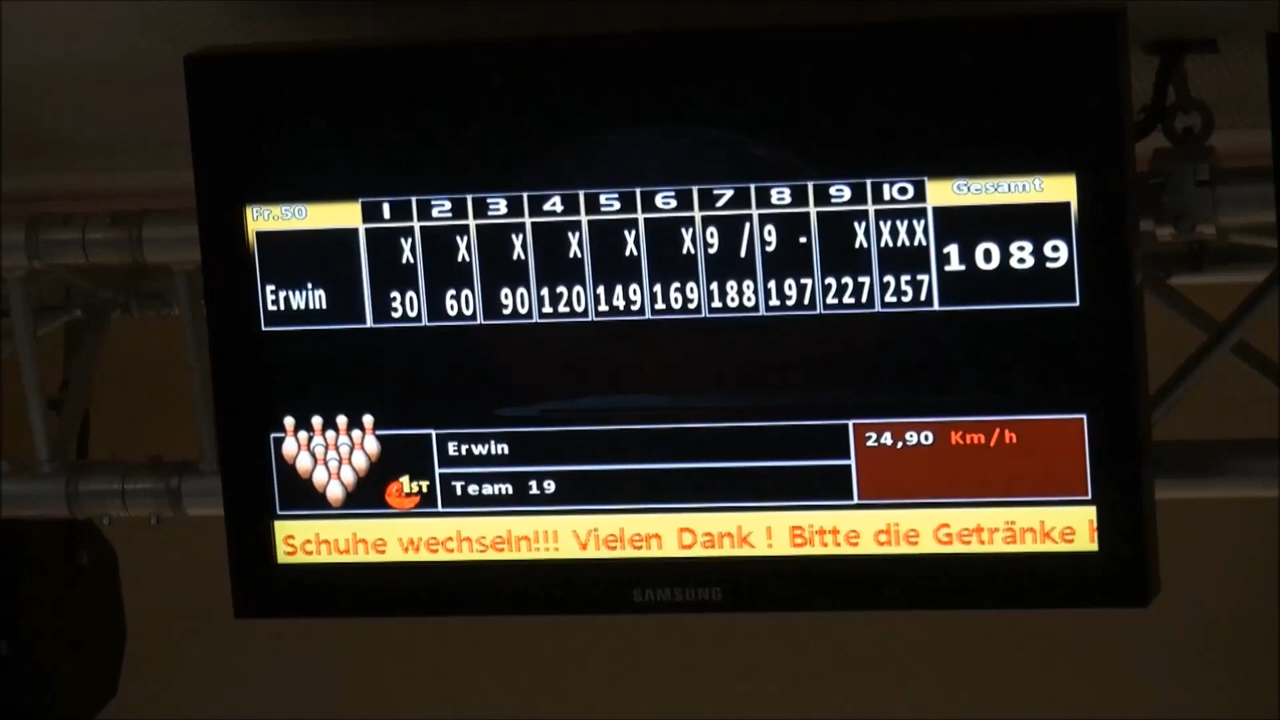 Fr.50 1 2 3 4 5 6 7 8 9 10 Gesamt
X X X X X X 9 / 9 - X XXX 1089
Erwin 30 60 90 120 149 169 188 197 227 257
Erwin 24,90 Km/h
1ST Team 19
Schuhe wechseln!!! Vielen Dank ! Bitte die Getränke
SAMSUNG